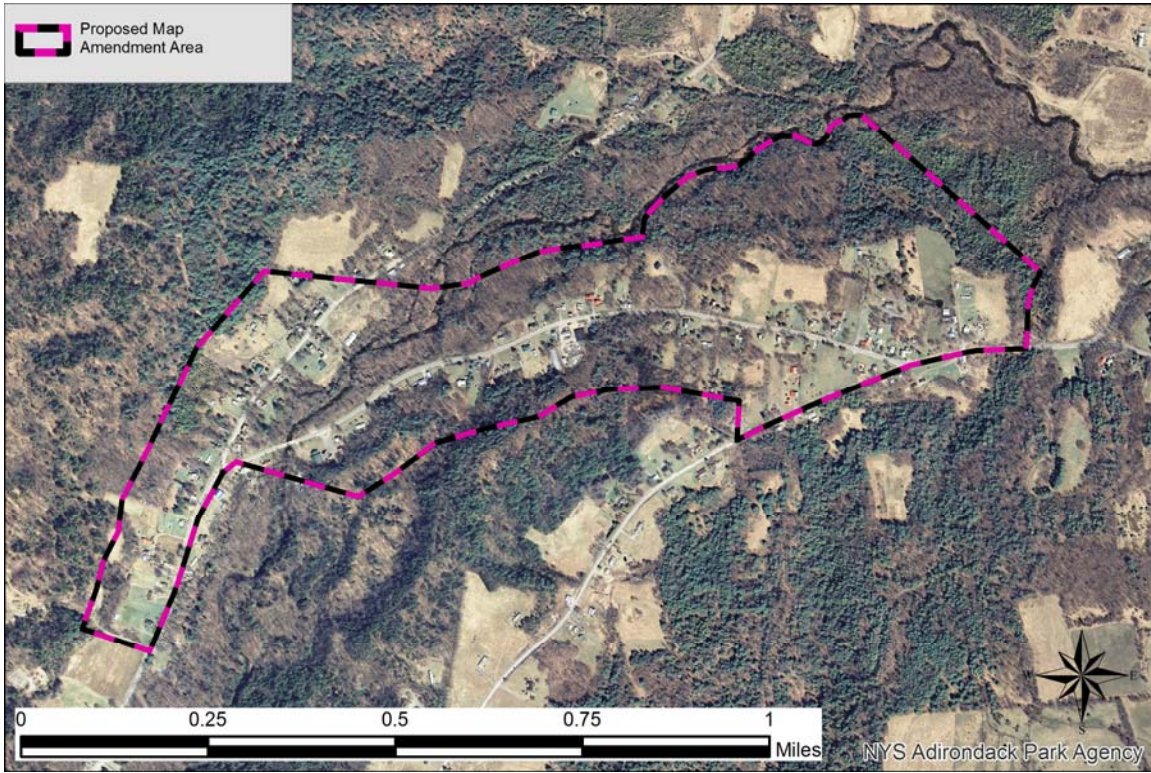 Proposed Map
Amendment Area
0 0.25 0.5 0.75 1
Miles
N
W E
S
NYS Adirondack Park Agency